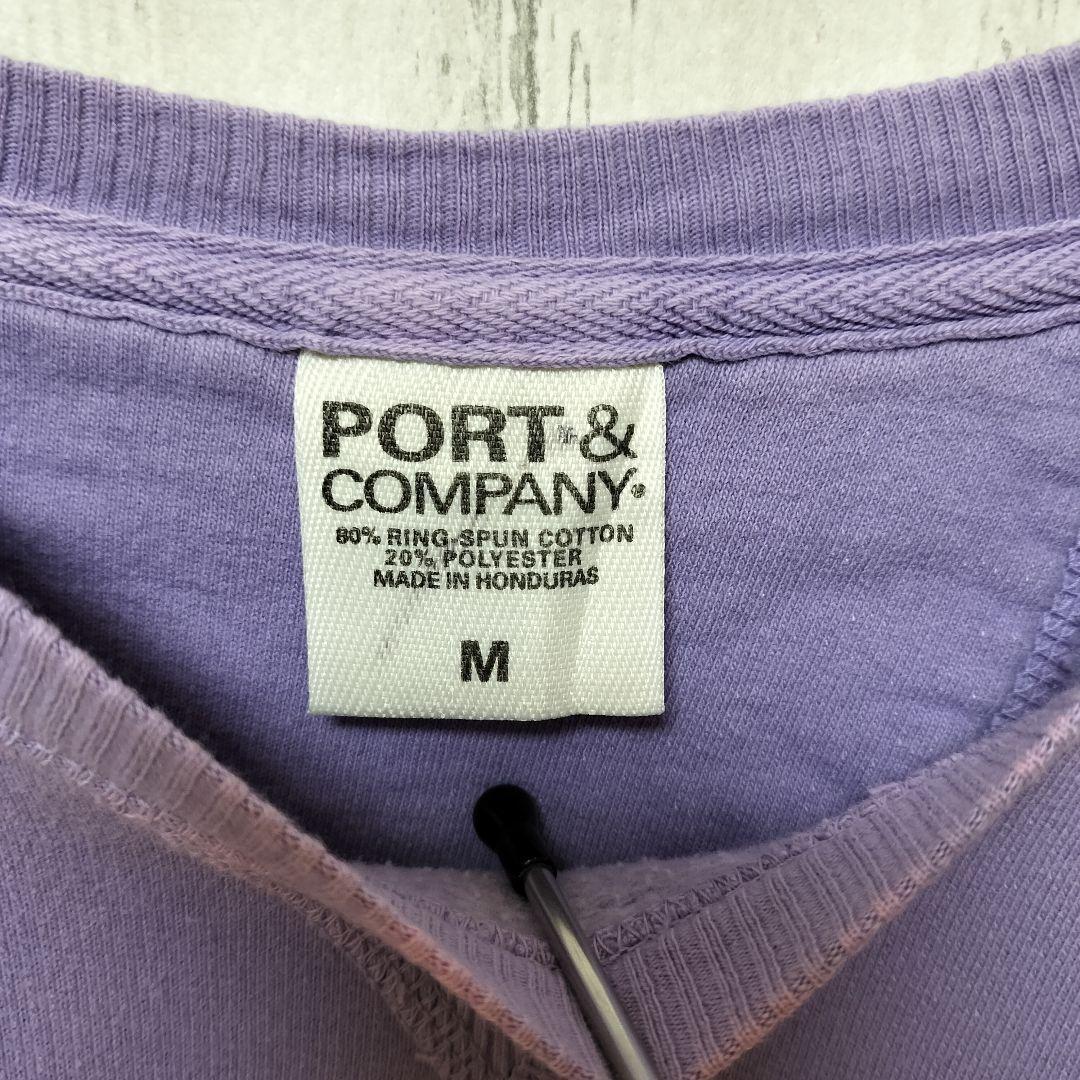 PORT &
COMPANY®
80% RING-SPUN COTTON
20% POLYESTER
MADE IN HONDURAS
M